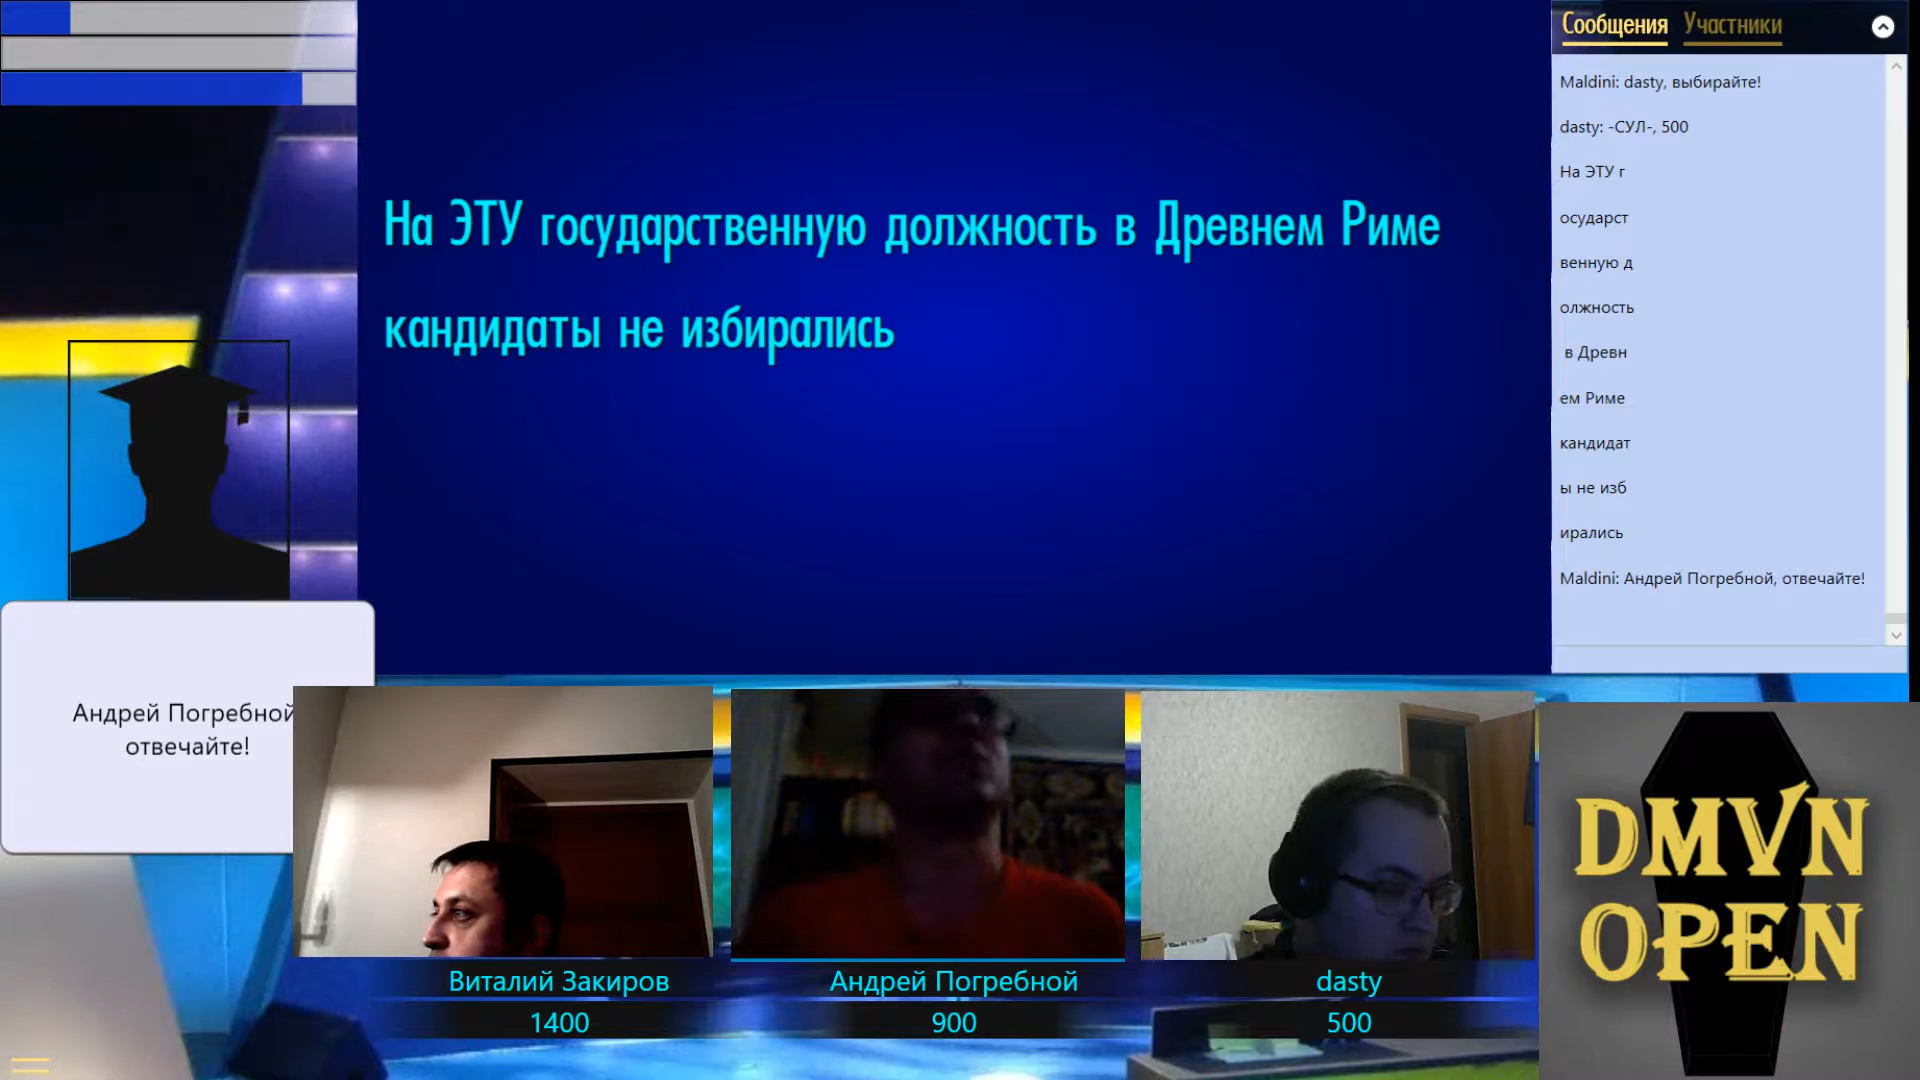 На ЭТУ государственную должность в Древнем Риме
кандидаты не избирались
Сообщения Участники
Maldini: dasty, выбирайте!
dasty: -СУЛ-, 500
На ЭТУ г
осударст
венную д
олжность
в Древн
ем Риме
кандидат
ы не изб
ирались
Maldini: Андрей Погребной, отвечайте!
Андрей Погребной
отвечайте!
Виталий Закиров
1400
Андрей Погребной
900
dasty
500
DMVN
OPEN